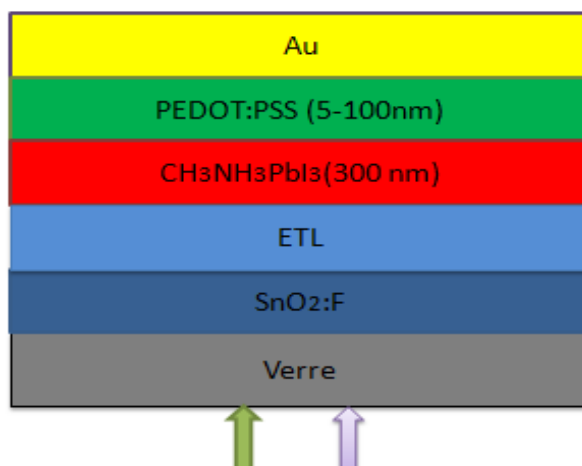 Au
PEDOT:PSS (5-100nm)
CH3NH3PbI3(300 nm)
ETL
SnO2:F
Verre